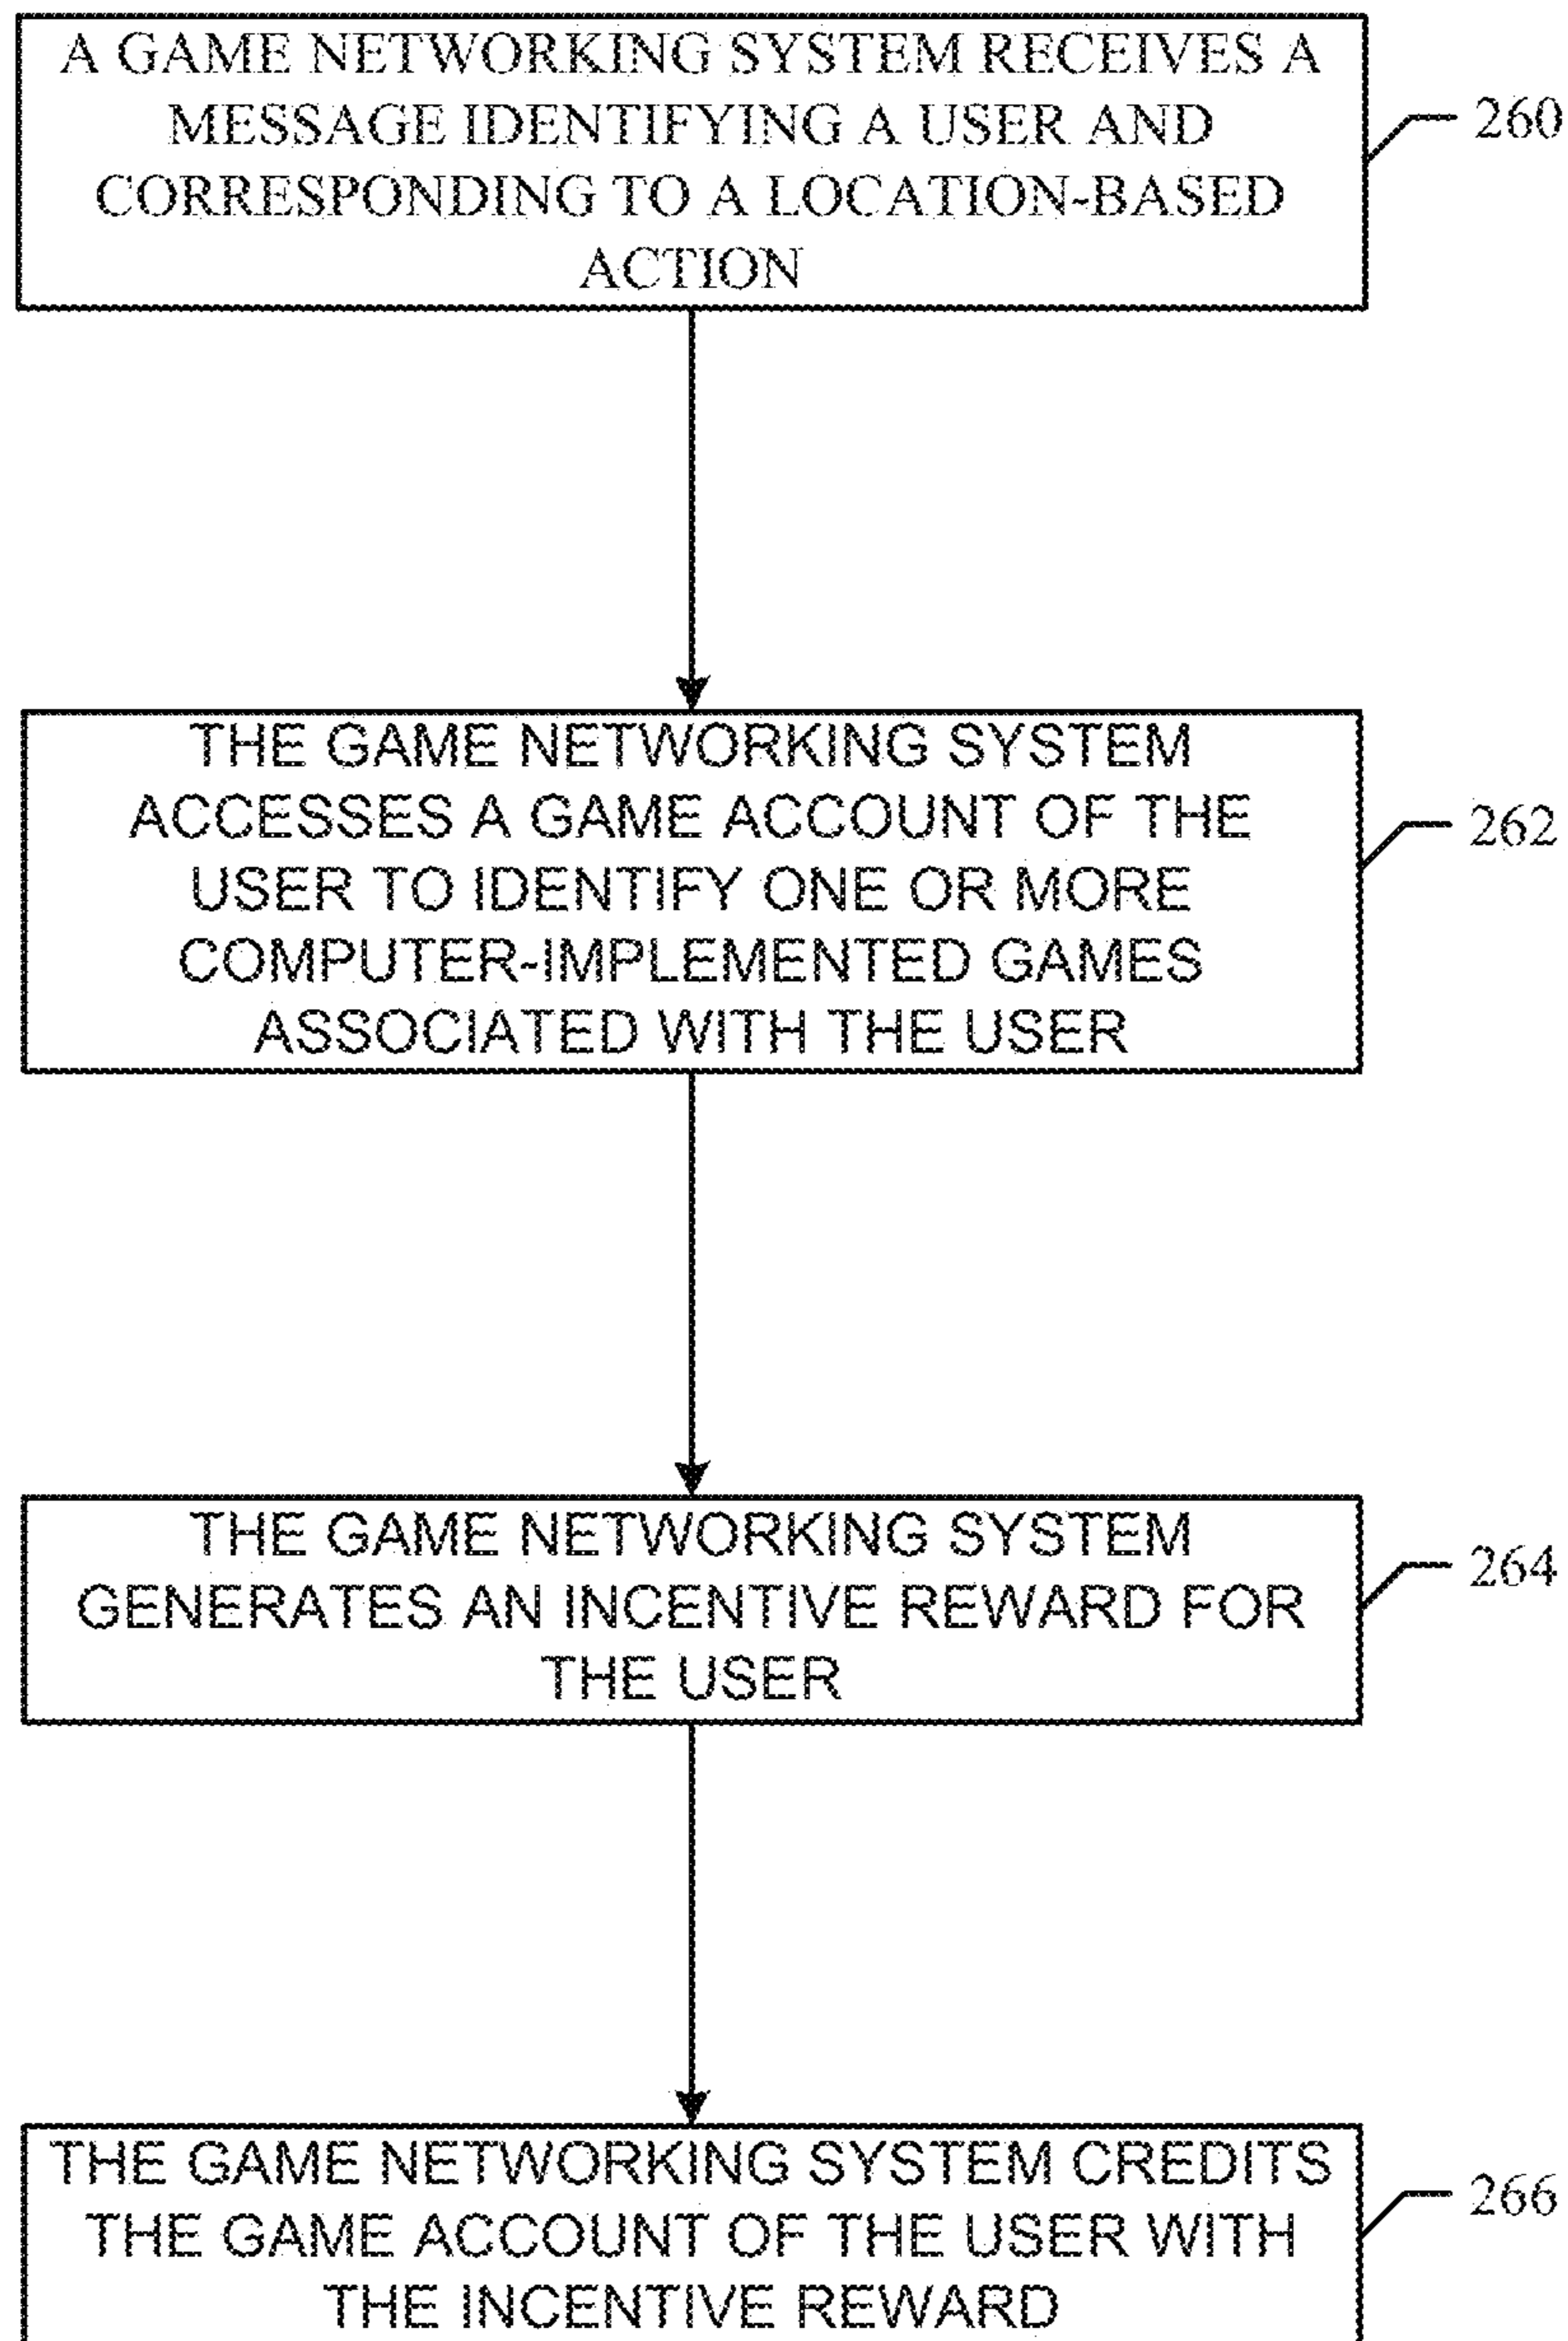 A GAME NETWORKING SYSTEM RECEIVES A
MESSAGE IDENTIFYING A USER AND
CORRESPONDING TO A LOCATION-BASED
ACTION
260
THE GAME NETWORKING SYSTEM
ACCESSES A GAME ACCOUNT OF THE
USER TO IDENTIFY ONE OR MORE
COMPUTER-IMPLEMENTED GAMES
ASSOCIATED WITH THE USER
262
THE GAME NETWORKING SYSTEM
GENERATES AN INCENTIVE REWARD FOR
THE USER
264
THE GAME NETWORKING SYSTEM CREDITS
THE GAME ACCOUNT OF THE USER WITH
THE INCENTIVE REWARD
266